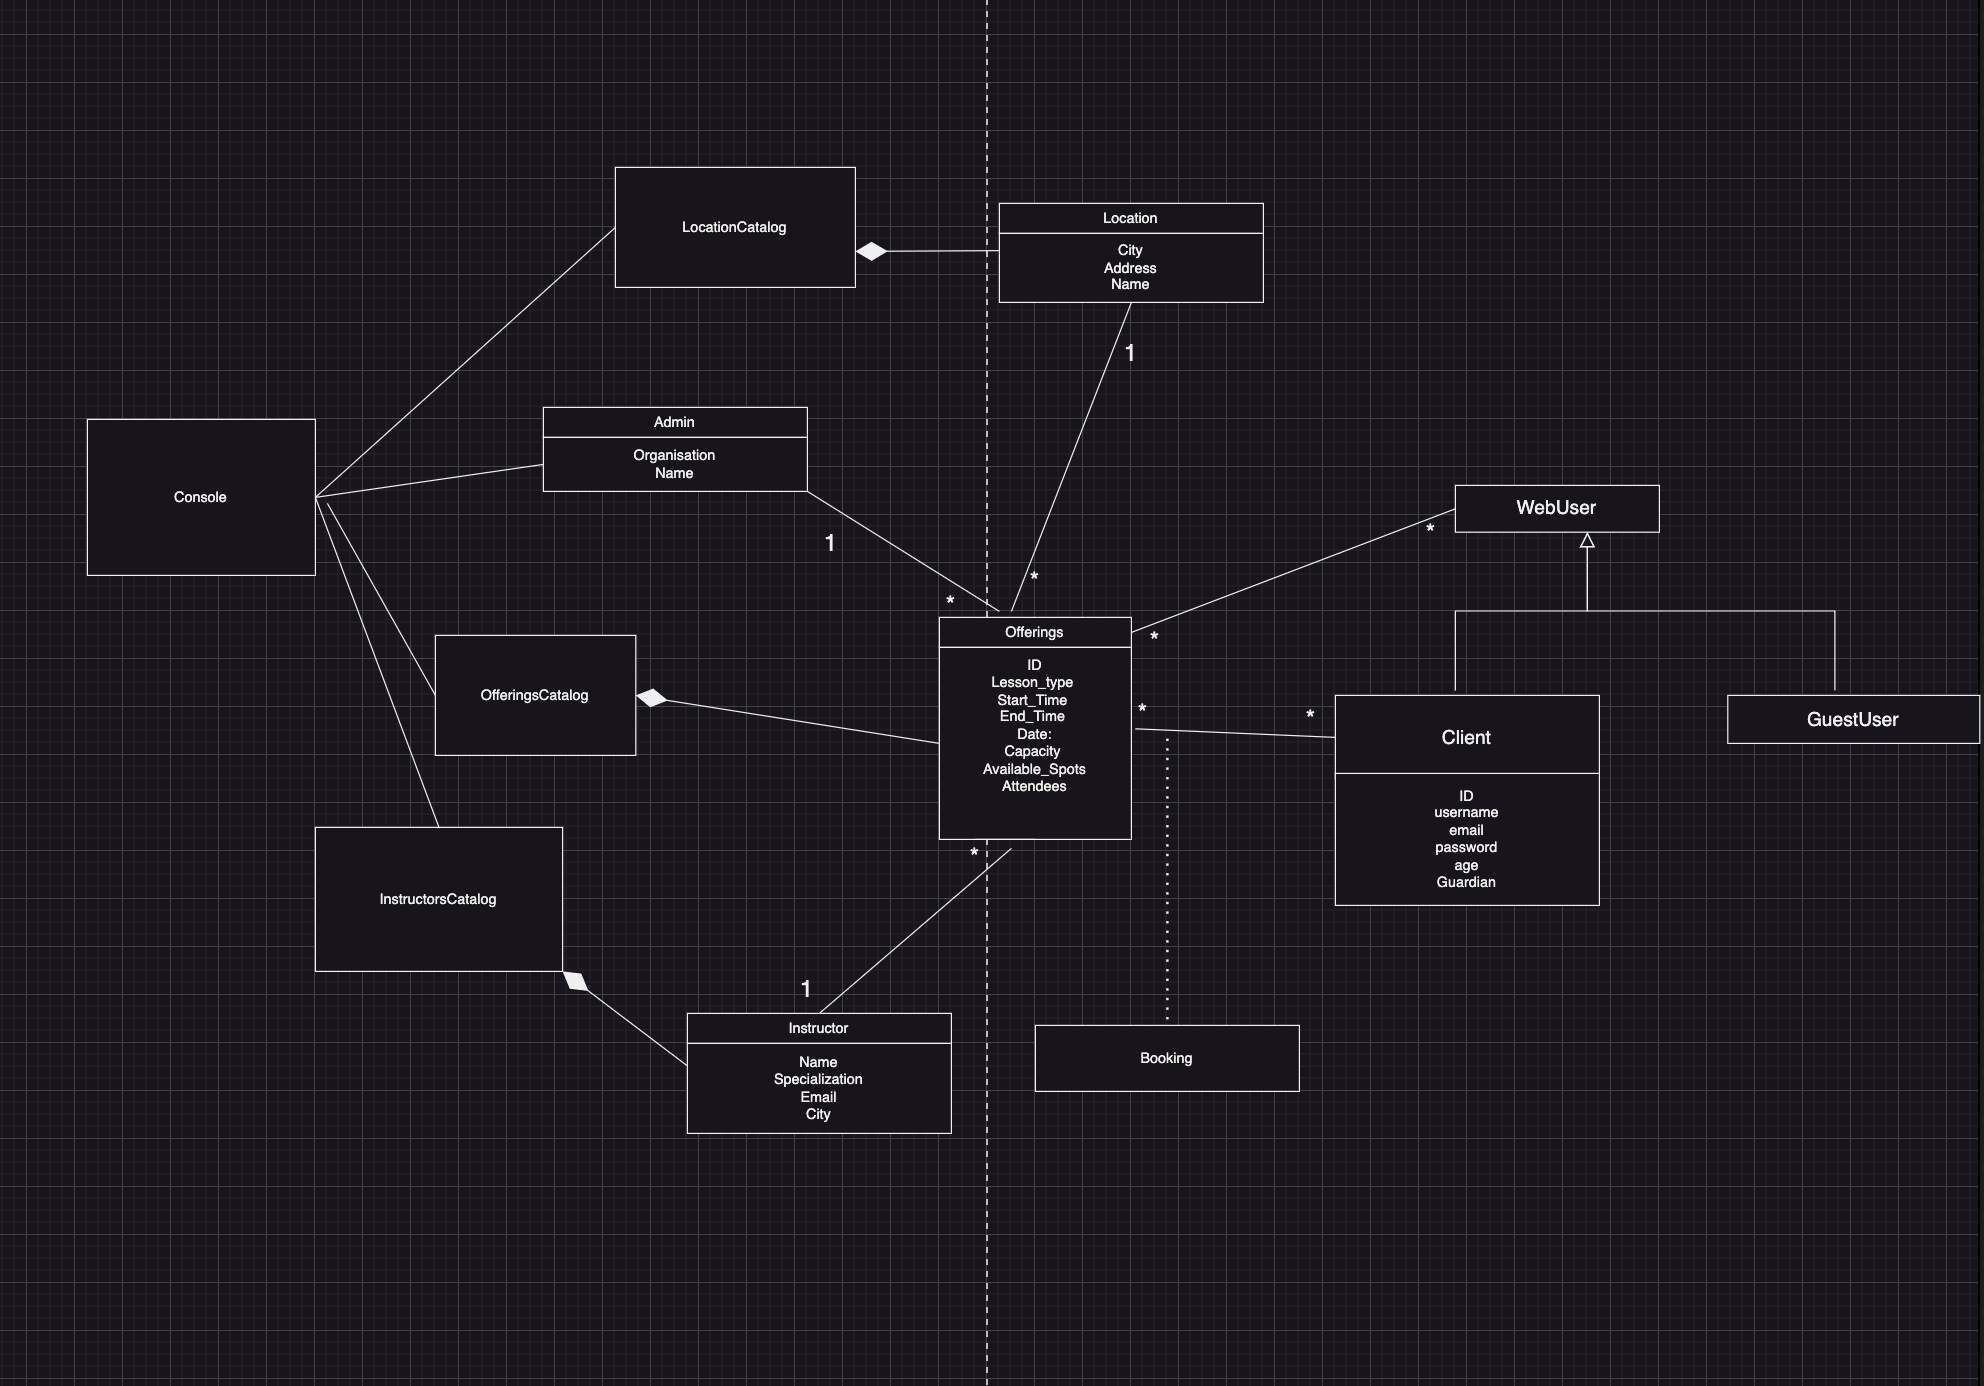 LocationCatalog
Location
City
Address
Name
1
Admin
Organisation
Name
Console
1
*
*
WebUser
*
*
Offerings
ID
Lesson_type
Start_Time
End_Time
Date:
Capacity
Available_Spots
Attendees
OfferingsCatalog
*
*
Client
ID
username
email
password
age
Guardian
GuestUser
InstructorsCatalog
*
1
Instructor
Name
Specialization
Email
City
Booking